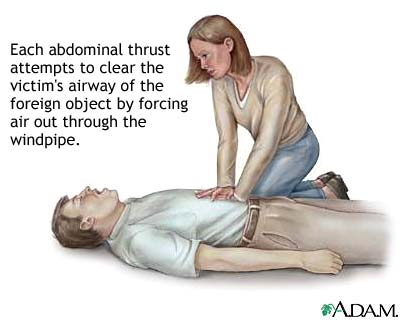 Each abdominal thrust
attempts to clear the
victim's airway of the
foreign object by forcing
air out through the
windpipe.
ADAM.